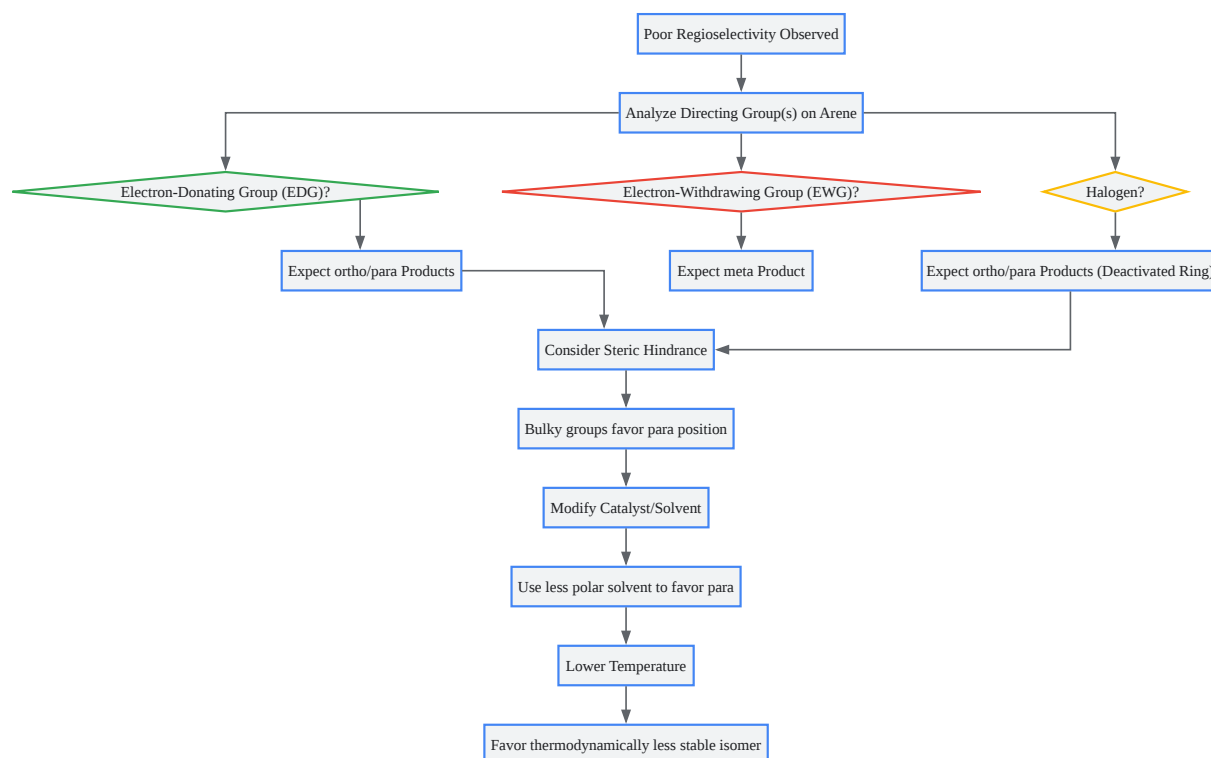 Poor Regioselectivity Observed
Analyze Directing Group(s) on Arene
Electron-Donating Group (EDG)?
Electron-Withdrawing Group (EWG)?
Halogen?
Expect ortho/para Products
Expect meta Product
Expect ortho/para Products (Deactivated Ring)
Consider Steric Hindrance
Bulky groups favor para position
Modify Catalyst/Solvent
Use less polar solvent to favor para
Lower Temperature
Favor thermodynamically less stable isomer